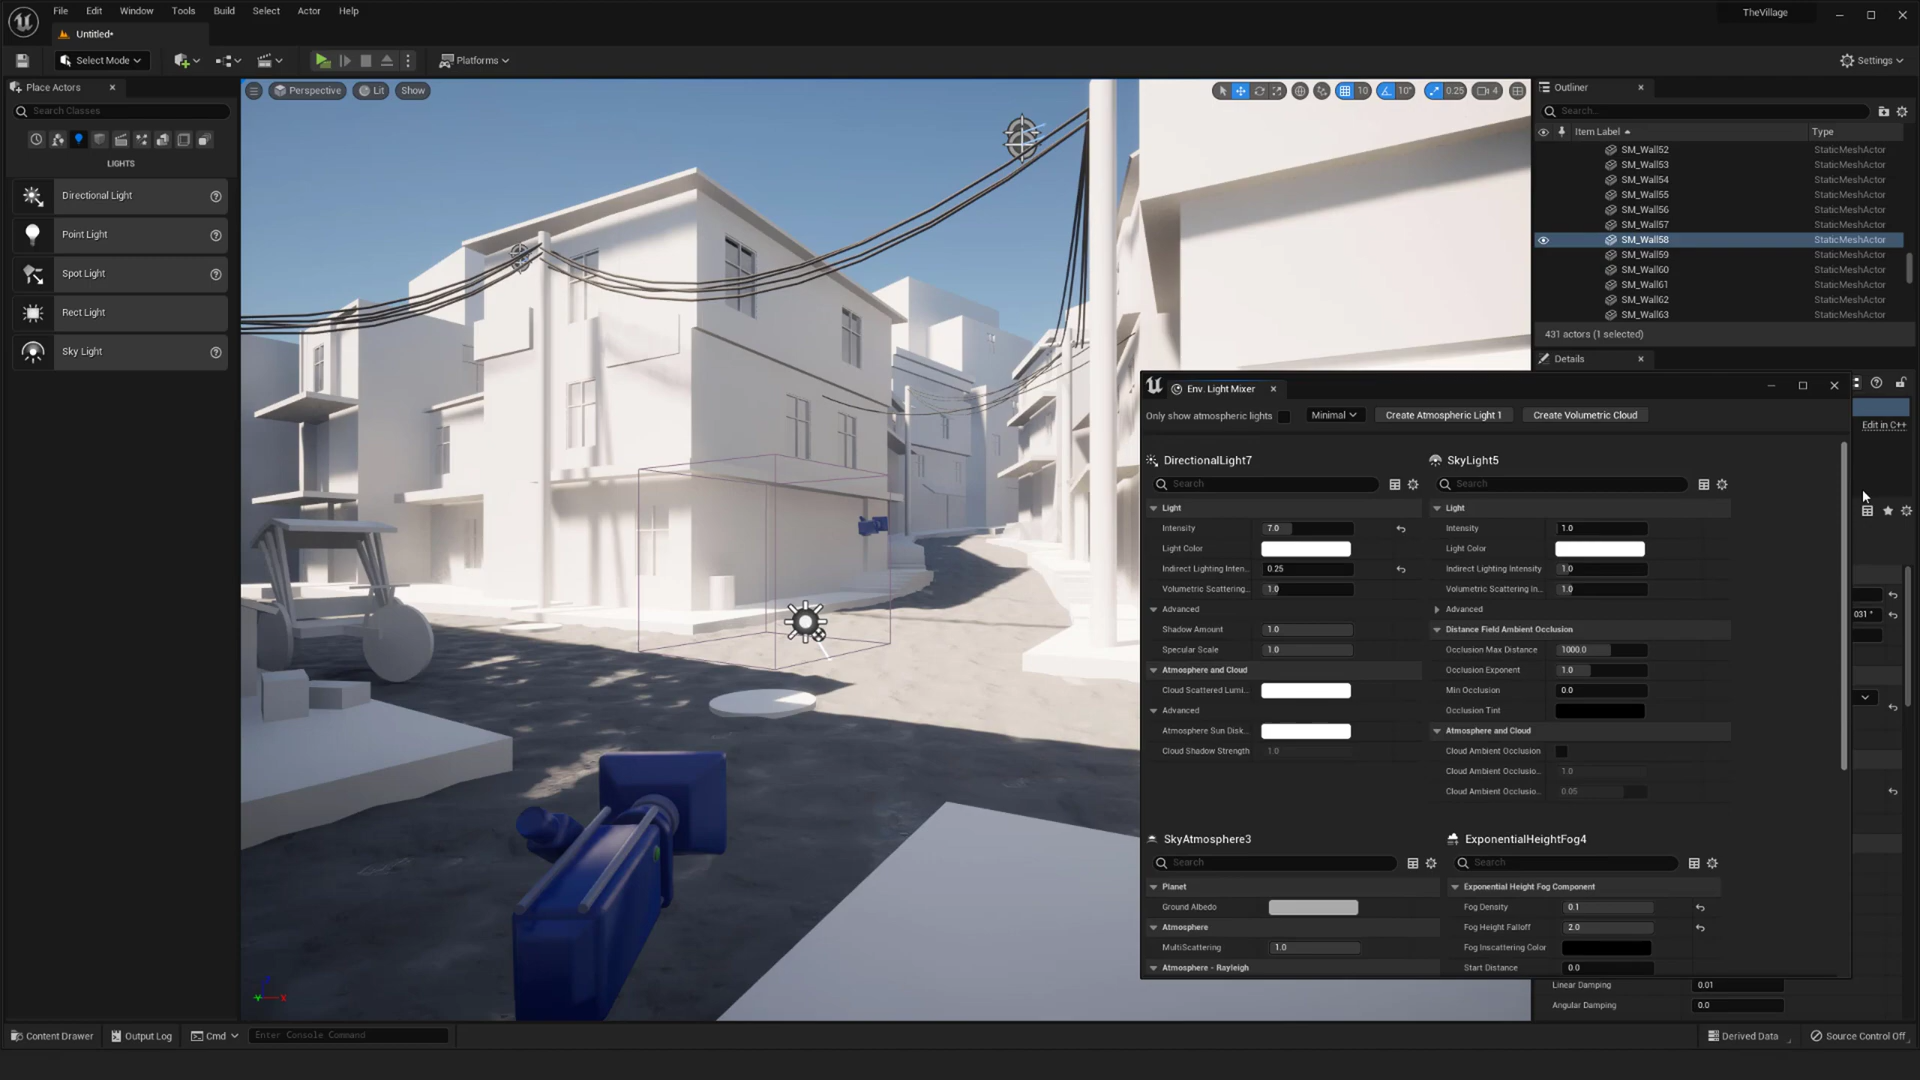 File Edit Window Tools Build Select Actor Help
TheVillage
Untitled*
Select Mode
Platforms
Settings
Place Actors
Search Classes
LIGHTS
Directional Light
Point Light
Spot Light
Rect Light
Sky Light
Perspective Lit Show
10 10° 0.25 4
Outliner
Search...
Item Label Type
SM_Wall52 StaticMeshActor
SM_Wall53 StaticMeshActor
SM_Wall54 StaticMeshActor
SM_Wall55 StaticMeshActor
SM_Wall56 StaticMeshActor
SM_Wall57 StaticMeshActor
SM_Wall58 StaticMeshActor
SM_Wall59 StaticMeshActor
SM_Wall60 StaticMeshActor
SM_Wall61 StaticMeshActor
SM_Wall62 StaticMeshActor
SM_Wall63 StaticMeshActor
431 actors (1 selected)
Details
Edit in C++
031 °
Env. Light Mixer
Only show atmospheric lights Minimal Create Atmospheric Light 1 Create Volumetric Cloud
DirectionalLight7
Search
Light
Intensity 7.0
Light Color
Indirect Lighting Inten... 0.25
Volumetric Scattering... 1.0
Advanced
Shadow Amount 1.0
Specular Scale 1.0
Atmosphere and Cloud
Cloud Scattered Lumi...
Advanced
Atmosphere Sun Disk...
Cloud Shadow Strength 1.0
SkyLight5
Search
Light
Intensity 1.0
Light Color
Indirect Lighting Intensity 1.0
Volumetric Scattering In... 1.0
Advanced
Distance Field Ambient Occlusion
Occlusion Max Distance 1000.0
Occlusion Exponent 1.0
Min Occlusion 0.0
Occlusion Tint
Atmosphere and Cloud
Cloud Ambient Occlusion
Cloud Ambient Occlusio... 1.0
Cloud Ambient Occlusio... 0.05
SkyAtmosphere3
Search
Planet
Ground Albedo
Atmosphere
MultiScattering 1.0
Atmosphere - Rayleigh
ExponentialHeightFog4
Search
Exponential Height Fog Component
Fog Density 0.1
Fog Height Falloff 2.0
Fog Inscattering Color
Start Distance 0.0
Linear Damping 0.01
Angular Damping 0.0
Content Drawer Output Log Cmd Enter Console Command
Derived Data Source Control Off